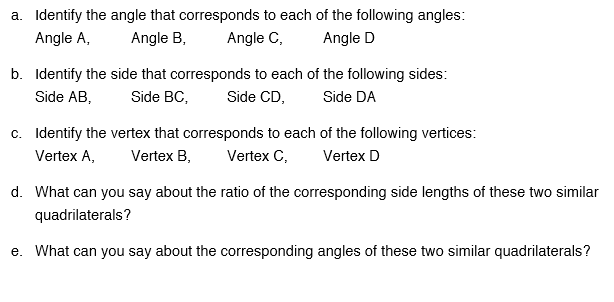 a. Identify the angle that corresponds to each of the following angles:
Angle A, Angle B, Angle C, Angle D
b. Identify the side that corresponds to each of the following sides:
Side AB, Side BC, Side CD, Side DA
c. Identify the vertex that corresponds to each of the following vertices:
Vertex A, Vertex B, Vertex C, Vertex D
d. What can you say about the ratio of the corresponding side lengths of these two similar
quadrilaterals?
e. What can you say about the corresponding angles of these two similar quadrilaterals?